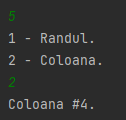 5
1 - Randul.
2 - Coloana.
2
Coloana #4.